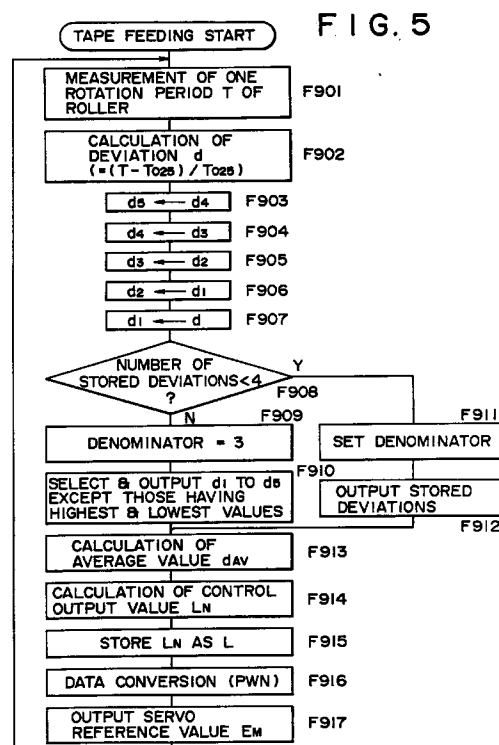 FIG. 5
TAPE FEEDING START
MEASUREMENT OF ONE
ROTATION PERIOD T OF
ROLLER
F901
CALCULATION OF
DEVIATION d
(=(T-T025)/T025)
F902
d5 ← d4 F903
d4 ← d3 F904
d3 ← d2 F905
d2 ← d1 F906
d1 ← d F907
NUMBER OF
STORED DEVIATIONS<4
?
F908
Y
N
F909
DENOMINATOR = 3
F911
SET DENOMINATOR
F910
SELECT & OUTPUT d1 TO d5
EXCEPT THOSE HAVING
HIGHEST & LOWEST VALUES
OUTPUT STORED
DEVIATIONS
F912
CALCULATION OF
AVERAGE VALUE dAV
F913
CALCULATION OF CONTROL
OUTPUT VALUE LN
F914
STORE LN AS L F915
DATA CONVERSION (PWN) F916
OUTPUT SERVO
REFERENCE VALUE EM
F917